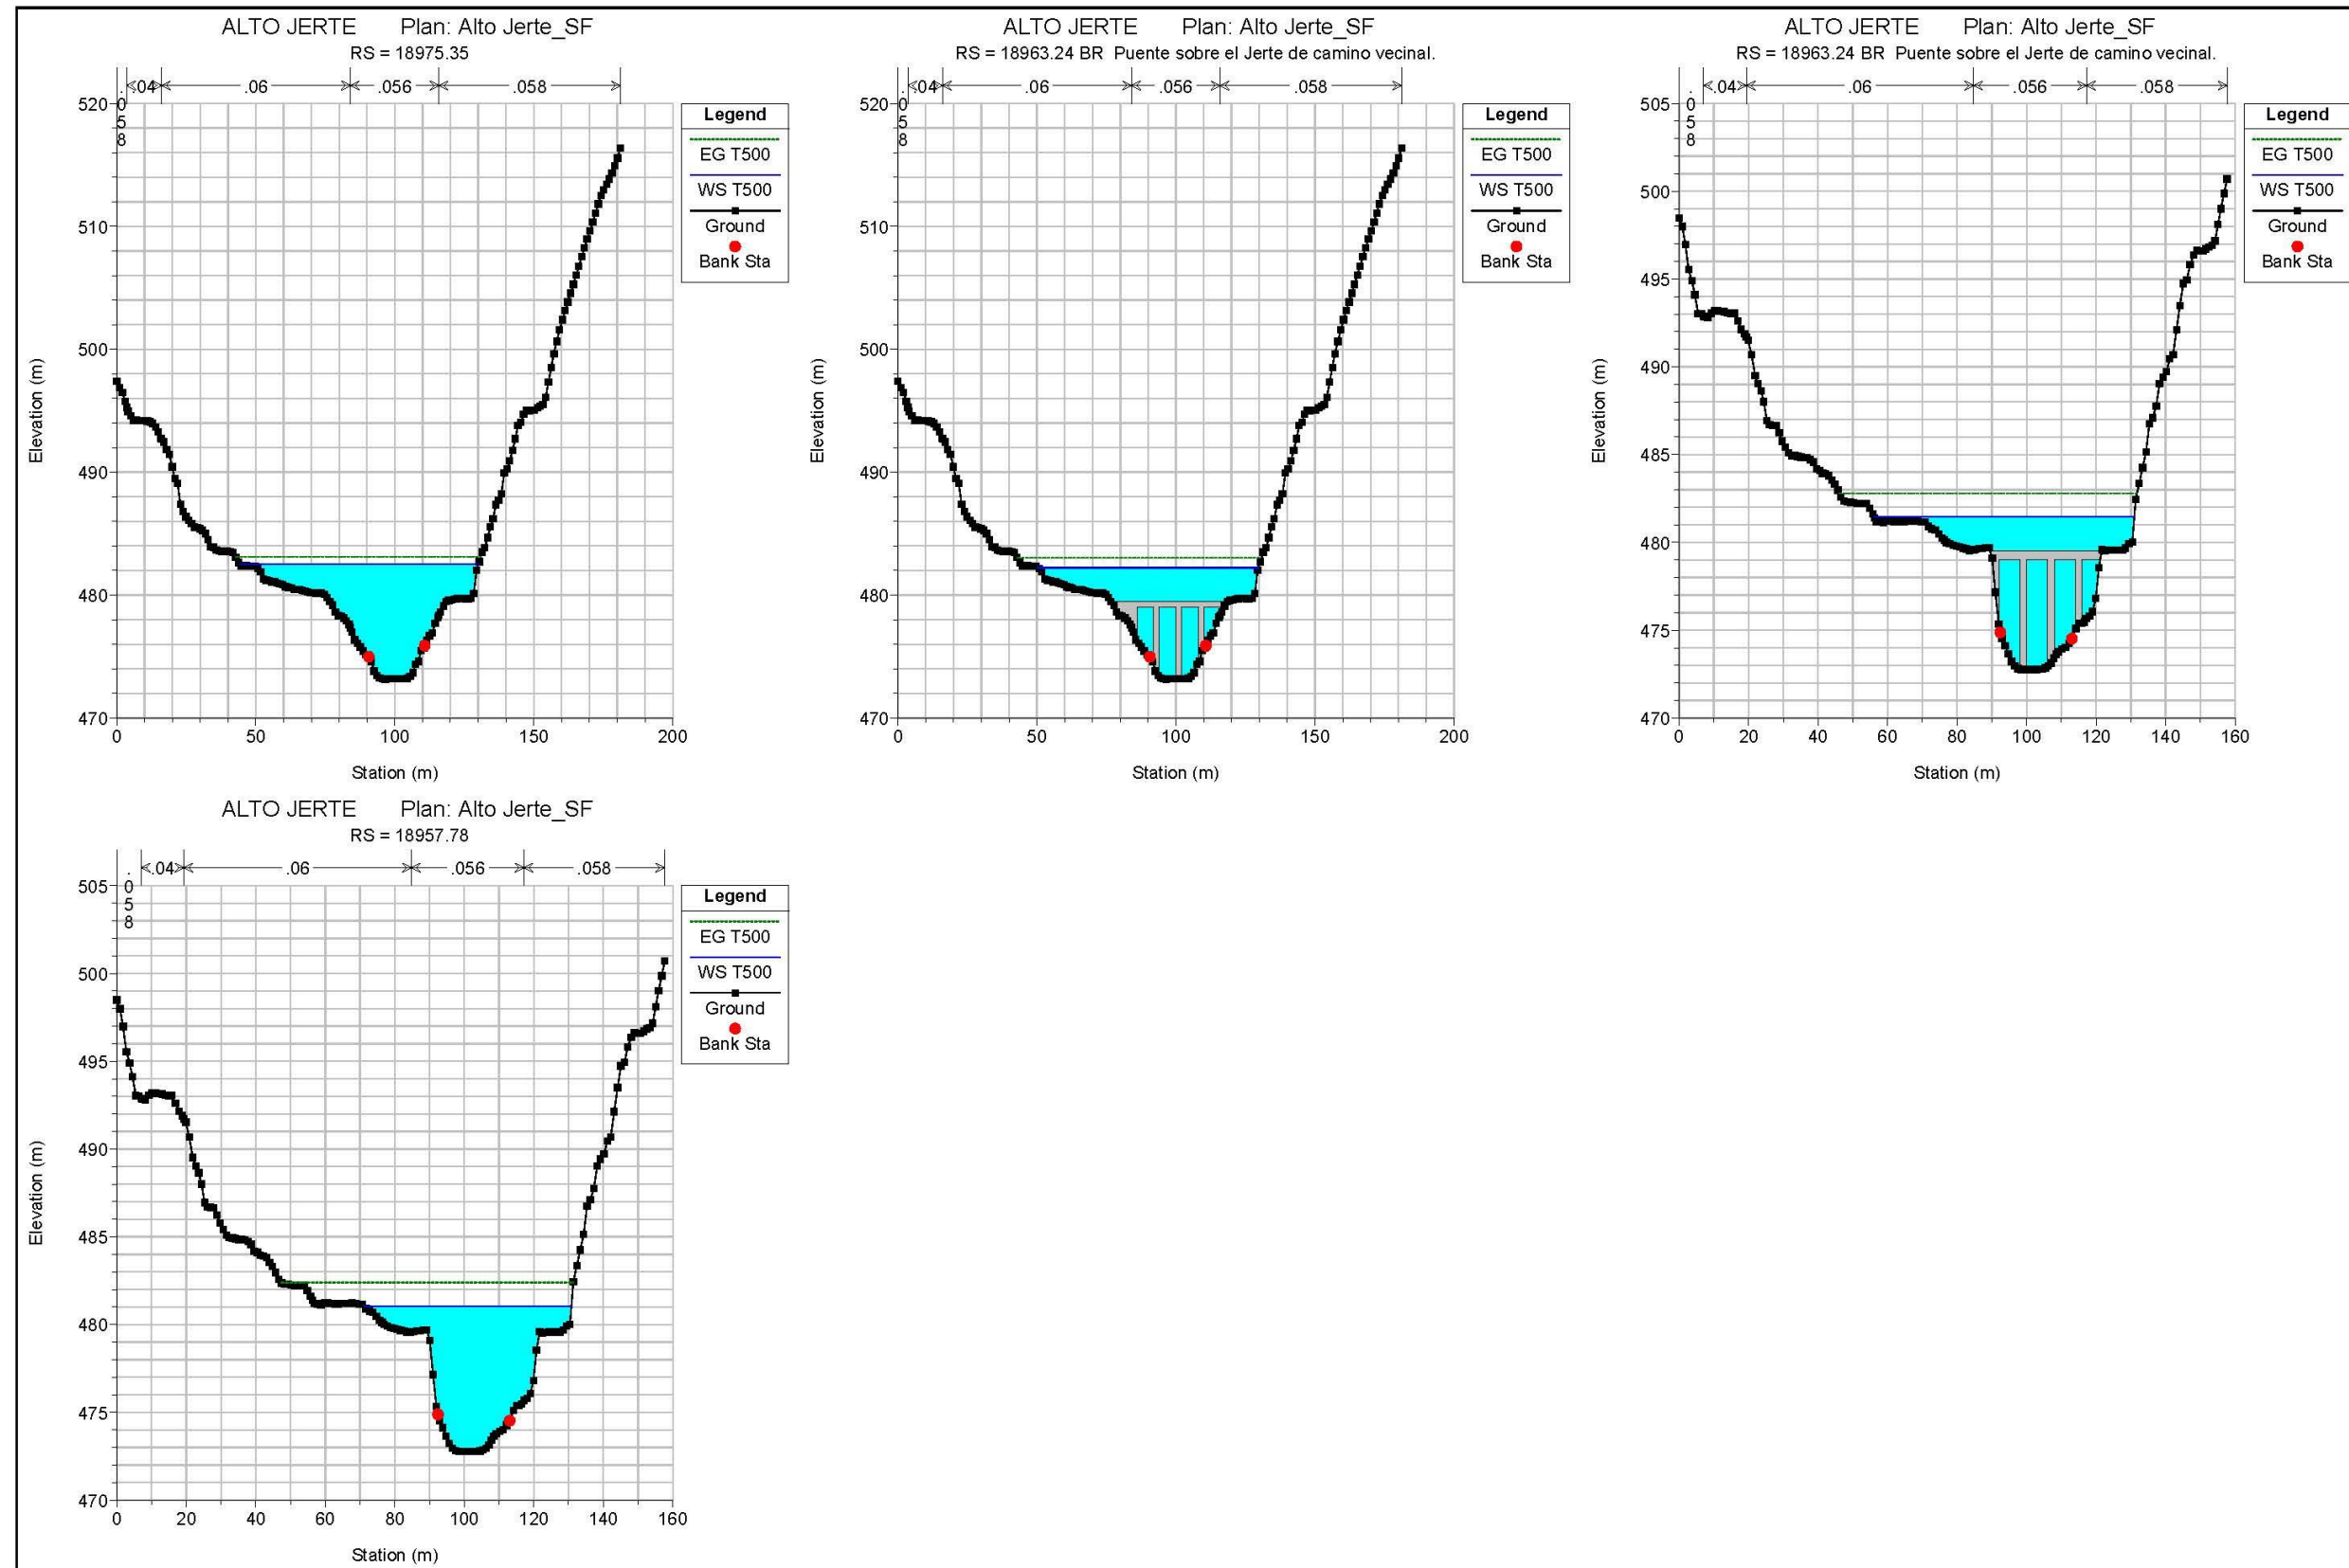 ALTO JERTE Plan: Alto Jerte_SF
RS = 18975.35
.058 .04 .06 .056 .058
520
510
500
490
480
470
0 50 100 150 200
Elevation (m)
Station (m)
Legend
EG T500
WS T500
Ground
Bank Sta
ALTO JERTE Plan: Alto Jerte_SF
RS = 18963.24 BR Puente sobre el Jerte de camino vecinal.
.058 .04 .06 .056 .058
520
510
500
490
480
470
0 50 100 150 200
Elevation (m)
Station (m)
Legend
EG T500
WS T500
Ground
Bank Sta
ALTO JERTE Plan: Alto Jerte_SF
RS = 18963.24 BR Puente sobre el Jerte de camino vecinal.
.058 .04 .06 .056 .058
505
500
495
490
485
480
475
470
0 20 40 60 80 100 120 140 160
Elevation (m)
Station (m)
Legend
EG T500
WS T500
Ground
Bank Sta
ALTO JERTE Plan: Alto Jerte_SF
RS = 18957.78
.058 .04 .06 .056 .058
505
500
495
490
485
480
475
470
0 20 40 60 80 100 120 140 160
Elevation (m)
Station (m)
Legend
EG T500
WS T500
Ground
Bank Sta